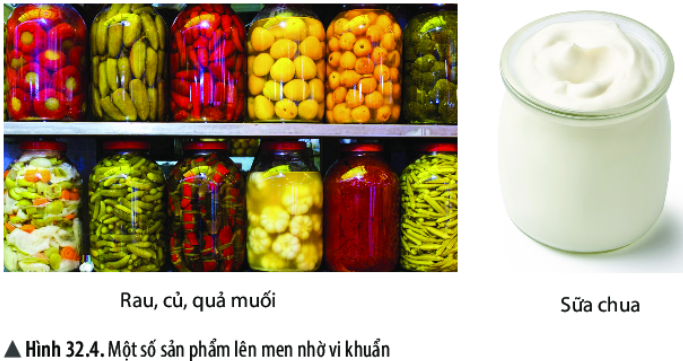 Rau, củ, quả muối
Sữa chua
▲ Hình 32.4. Một số sản phẩm lên men nhờ vi khuẩn